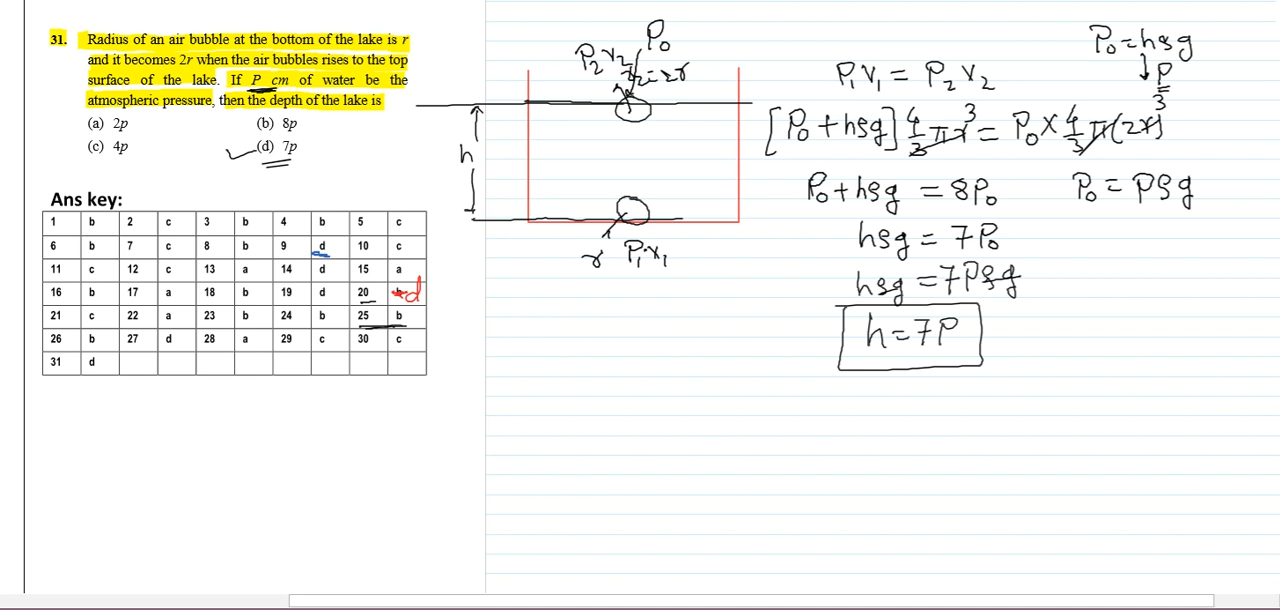 31. Radius of an air bubble at the bottom of the lake is r
and it becomes 2r when the air bubbles rises to the top
surface of the lake. If P cm of water be the
atmospheric pressure, then the depth of the lake is
(a) 2p (b) 8p
(c) 4p (d) 7p
Ans key:
1 b 2 c 3 b 4 b 5 c
6 b 7 c 8 b 9 d 10 c
11 c 12 c 13 a 14 d 15 a
16 b 17 a 18 b 19 d 20 d
21 c 22 a 23 b 24 b 25 b
26 b 27 d 28 a 29 c 30 c
31 d
P₀
P₂ V₂
r₂=2r
h
r P₁V₁
P₁V₁ = P₂V₂
[P₀ + hρg] 4/3 πr³ = P₀ × 4/3 π(2r)³
P₀ + hρg = 8P₀
hρg = 7P₀
hρg = 7Pρg
h = 7P
P₀ = hρg
↓
P
P₀ = Pρg